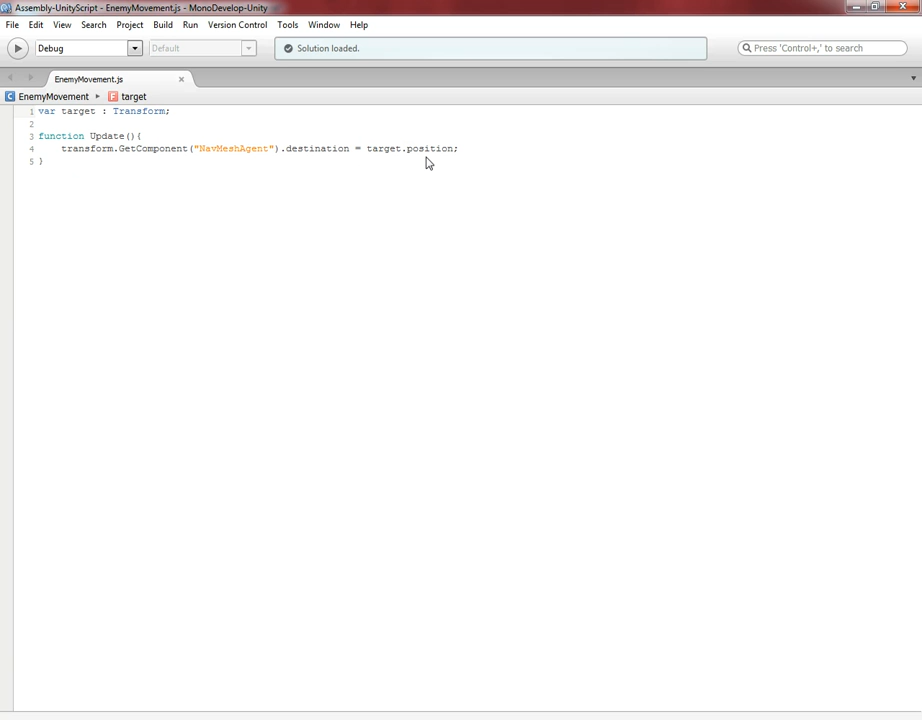 Assembly-UnityScript - EnemyMovement.js - MonoDevelop-Unity
File Edit View Search Project Build Run Version Control Tools Window Help
Debug Default Solution loaded. Press 'Control+,' to search
EnemyMovement.js
EnemyMovement target
1 var target : Transform;
2
3 function Update(){
4 transform.GetComponent("NavMeshAgent").destination = target.position;
5 }